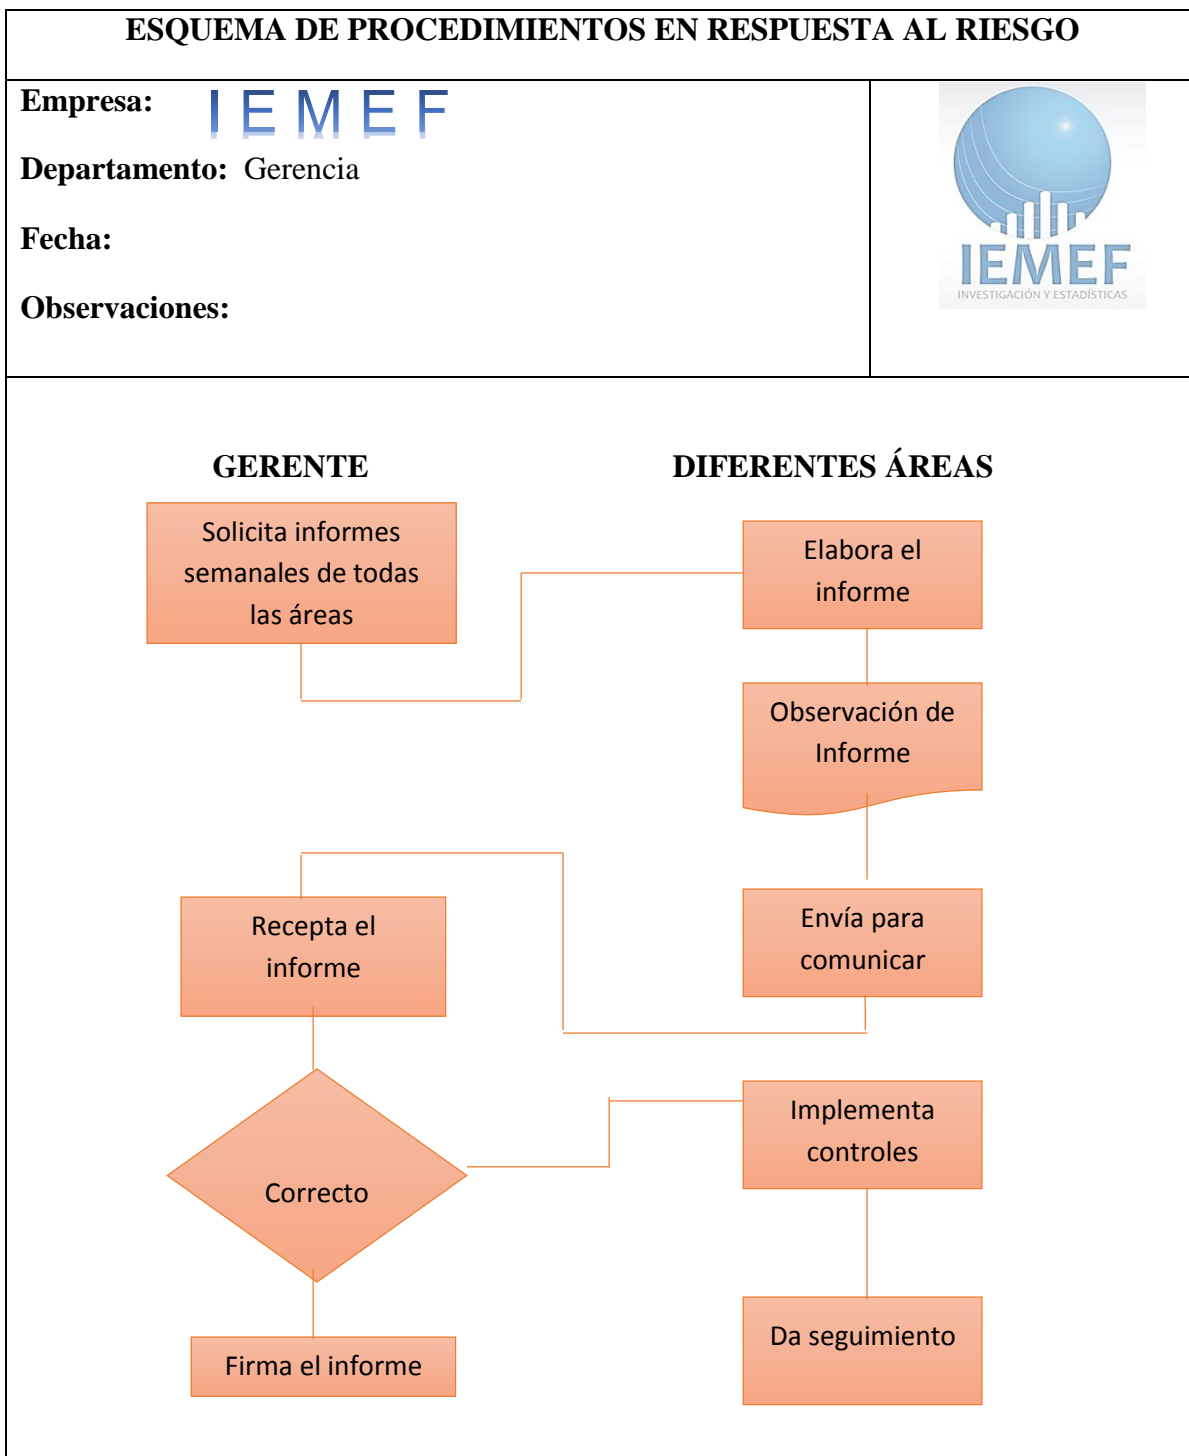 ESQUEMA DE PROCEDIMIENTOS EN RESPUESTA AL RIESGO
Empresa: IEMEF
Departamento: Gerencia
Fecha:
Observaciones:
IEMEF
INVESTIGACIÓN Y ESTADÍSTICAS
GERENTE
DIFERENTES ÁREAS
Solicita informes
semanales de todas
las áreas
Elabora el
informe
Observación de
Informe
Envía para
comunicar
Recepta el
informe
Correcto
Implementa
controles
Firma el informe
Da seguimiento